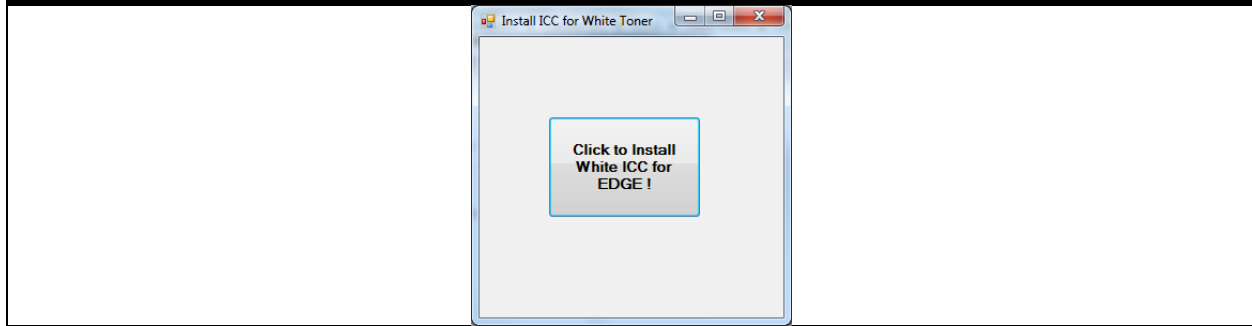 Install ICC for White Toner
Click to Install
White ICC for
EDGE !